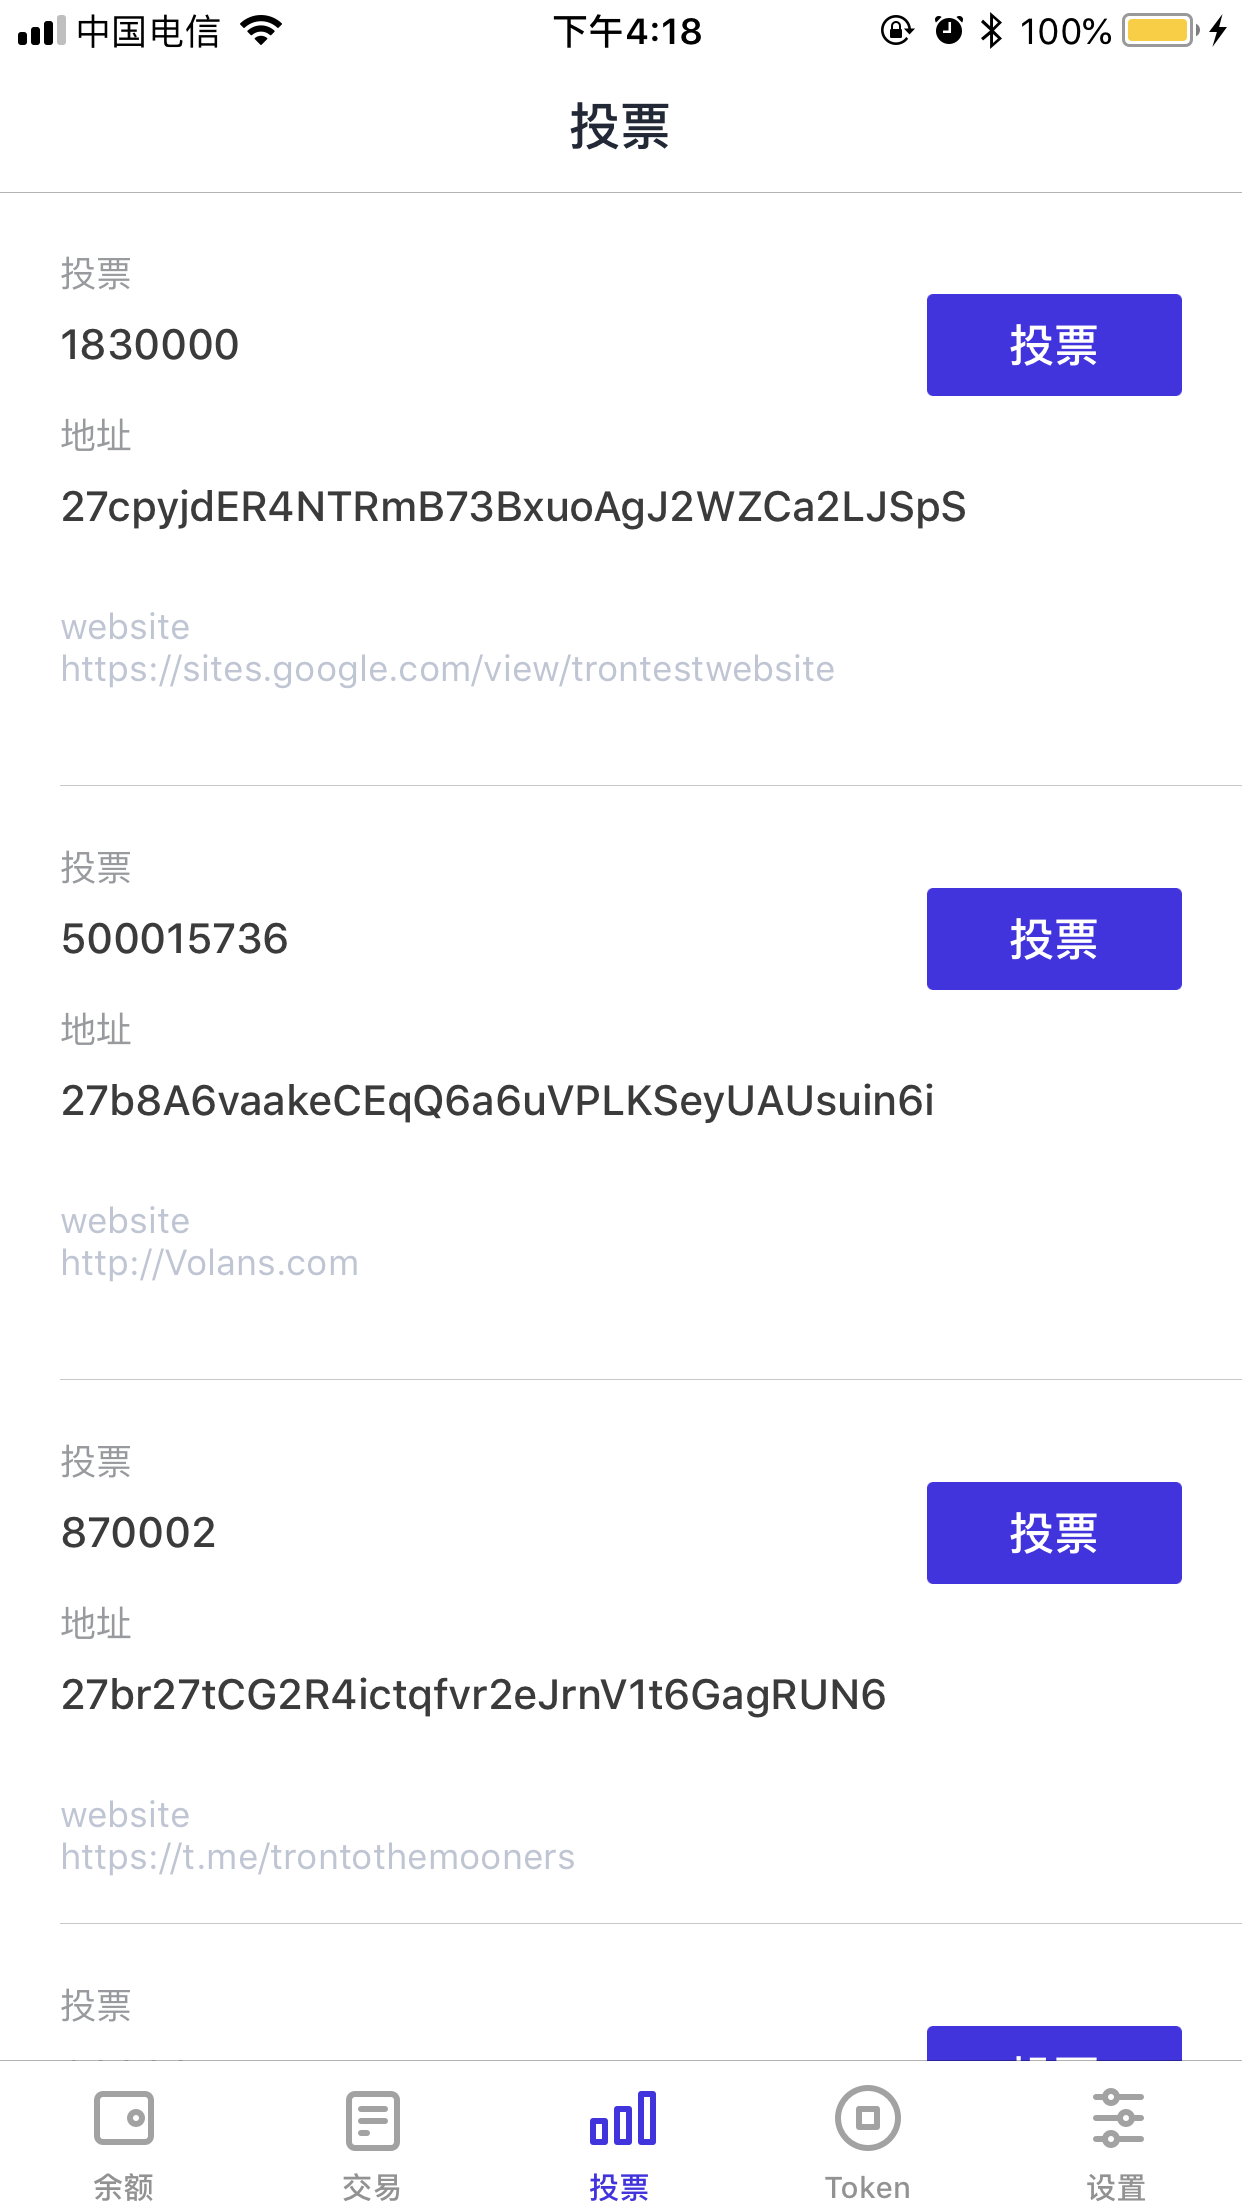 中国电信 下午4:18 100%
投票
投票
1830000 投票
地址
27cpyjdER4NTRmB73BxuoAgJ2WZCa2LJSpS
website
https://sites.google.com/view/trontestwebsite
投票
500015736 投票
地址
27b8A6vaakeCEqQ6a6uVPLKSeyUAUsuin6i
website
http://Volans.com
投票
870002 投票
地址
27br27tCG2R4ictqfvr2eJrnV1t6GagRUN6
website
https://t.me/trontothemooners
投票
余额 交易 投票 Token 设置